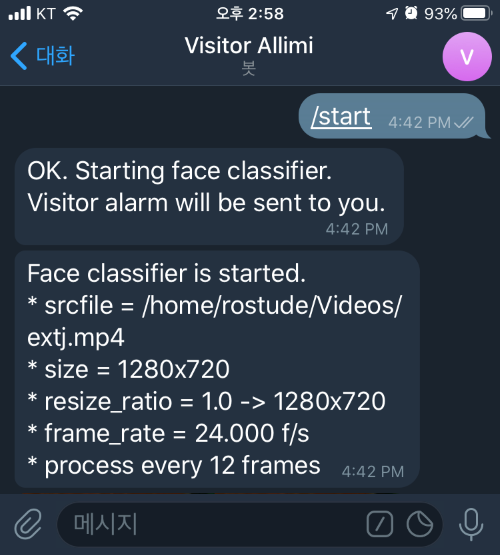 KT 오후 2:58 93%
대화 Visitor Allimi V
봇
/start 4:42 PM
OK. Starting face classifier.
Visitor alarm will be sent to you.
4:42 PM
Face classifier is started.
* srcfile = /home/rostude/Videos/
extj.mp4
* size = 1280x720
* resize_ratio = 1.0 -> 1280x720
* frame_rate = 24.000 f/s
* process every 12 frames 4:42 PM
메시지